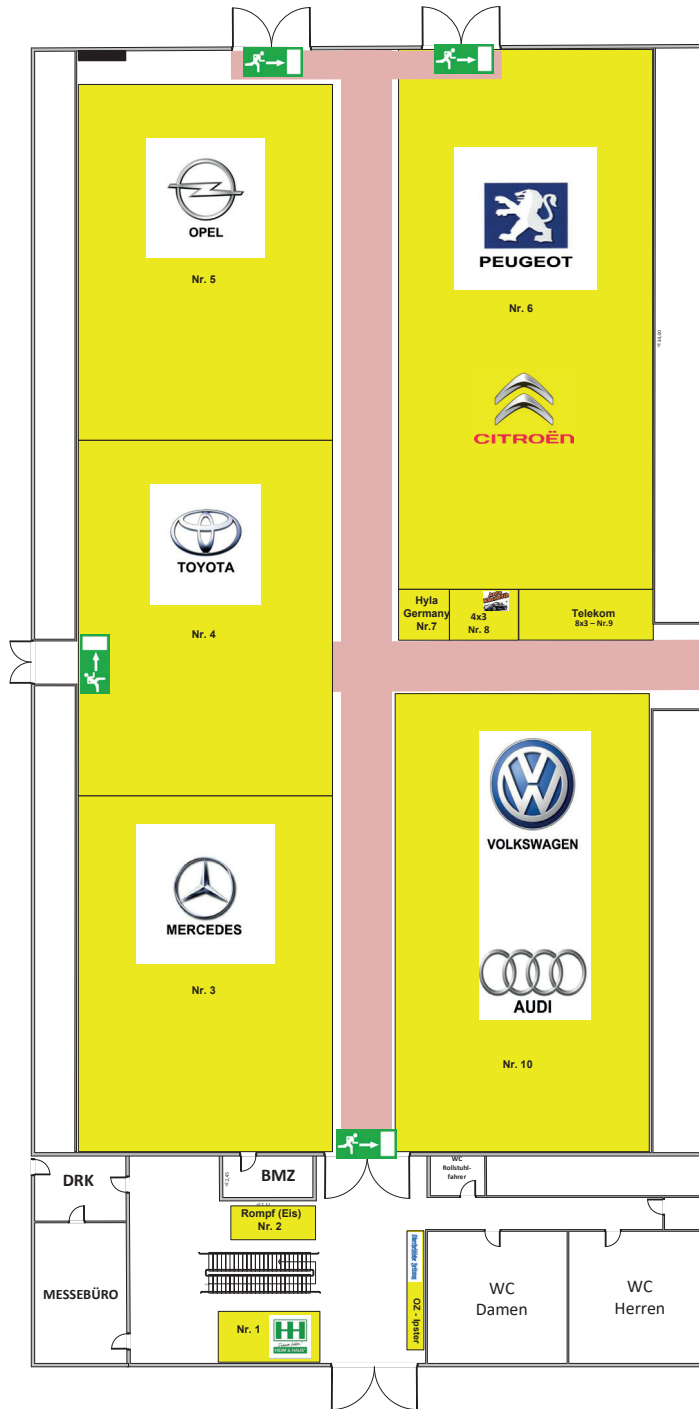 OPEL
Nr. 5
PEUGEOT
Nr. 6
CITROËN
TOYOTA
Nr. 4
Hyla
Germany
Nr.7
4x3
Nr. 8
Telekom
8x3 – Nr.9
VOLKSWAGEN
MERCEDES
Nr. 3
AUDI
Nr. 10
DRK
BMZ
WC
Rollstuhl-
fahrer
Rompf (Eis)
Nr. 2
MESSEBÜRO
OZ - Ipster
WC
Damen
WC
Herren
Nr. 1
HEIM & HAUS